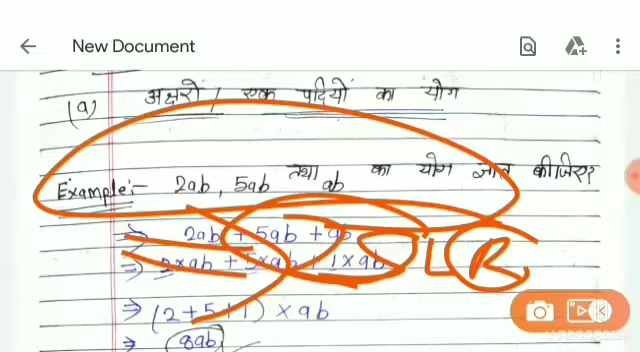 New Document
(a) अक्षरों / एक पदियों का योग
Example:- 2ab, 5ab तथा ab का योग ज्ञात कीजिए?
⇒ 2ab + 5ab + ab
⇒ 2×ab + 5×ab + 1×ab
⇒ (2+5+1) × ab
⇒ 8ab